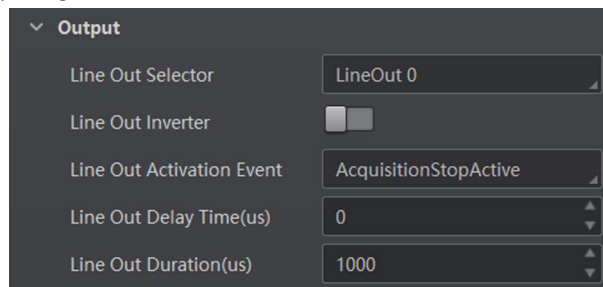 Output
Line Out Selector LineOut 0
Line Out Inverter
Line Out Activation Event AcquisitionStopActive
Line Out Delay Time(us) 0
Line Out Duration(us) 1000